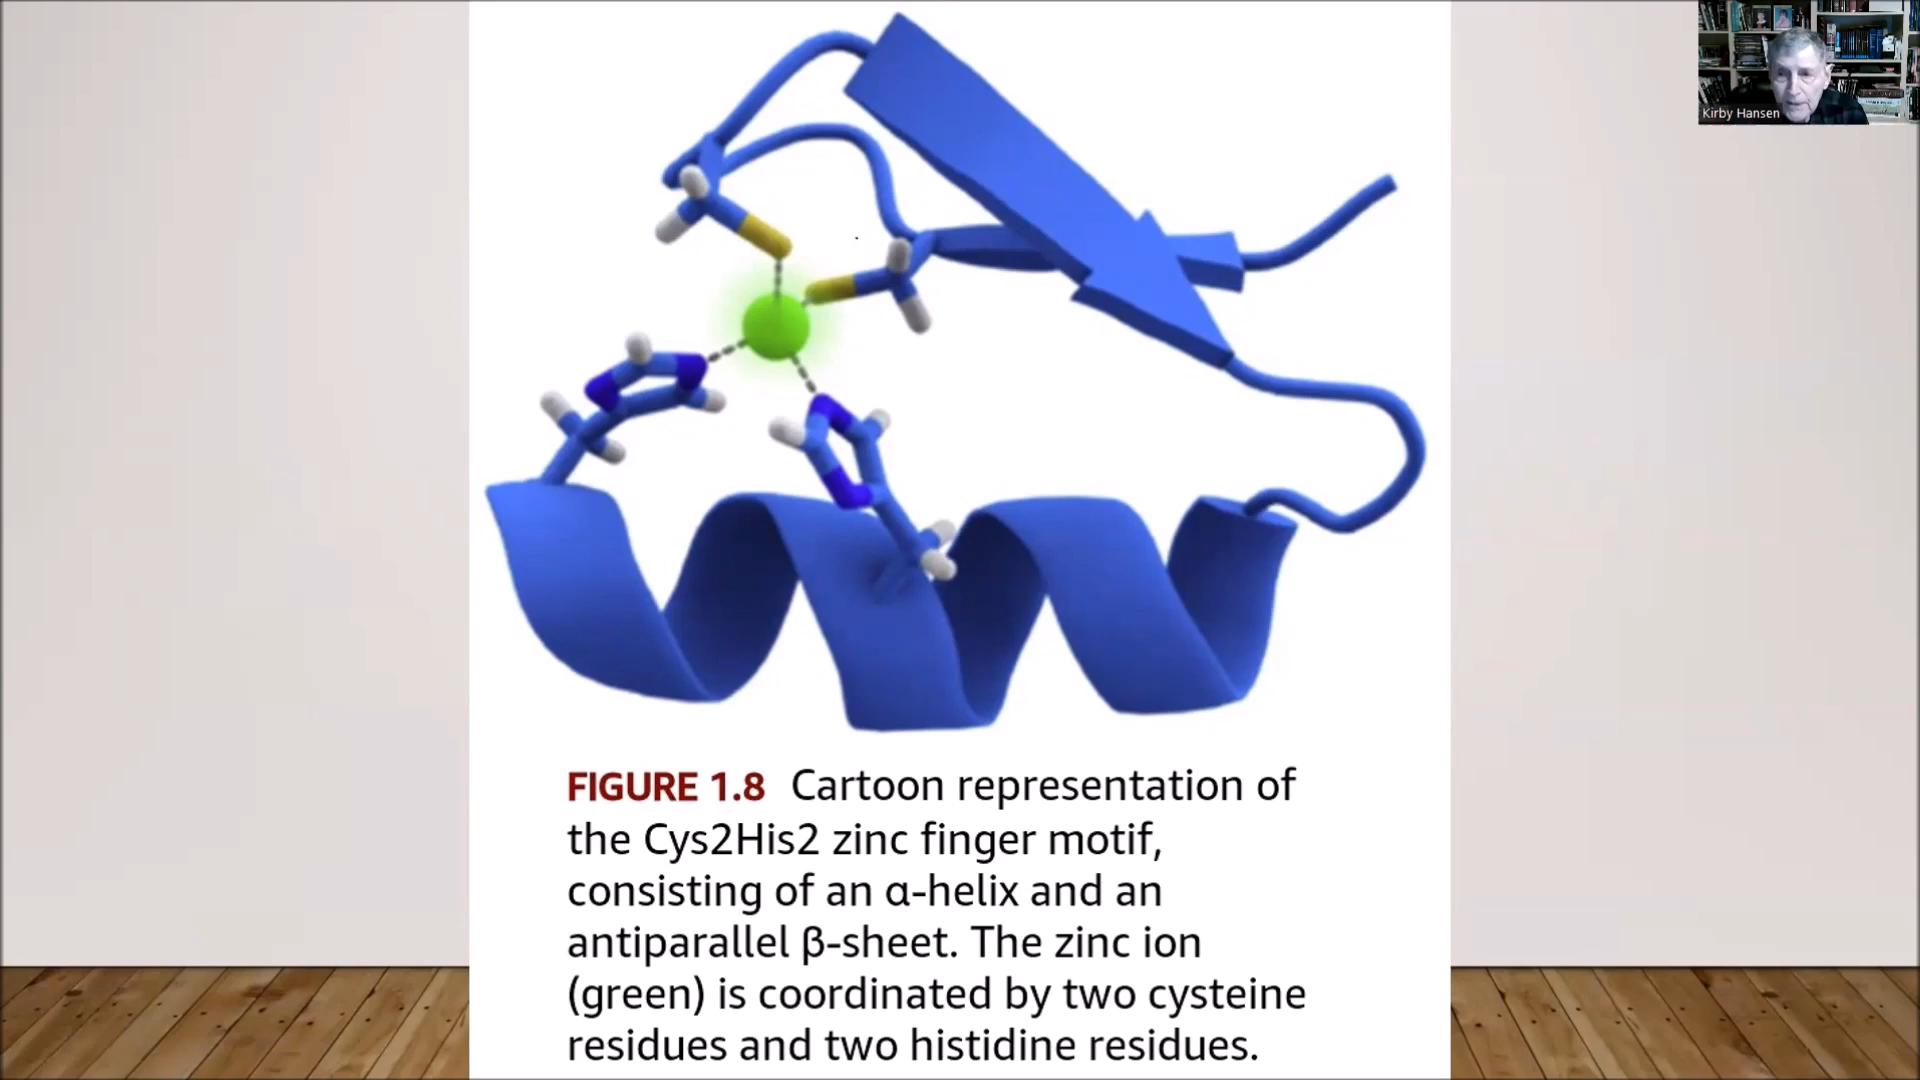 Kirby Hansen
FIGURE 1.8 Cartoon representation of
the Cys2His2 zinc finger motif,
consisting of an α-helix and an
antiparallel β-sheet. The zinc ion
(green) is coordinated by two cysteine
residues and two histidine residues.